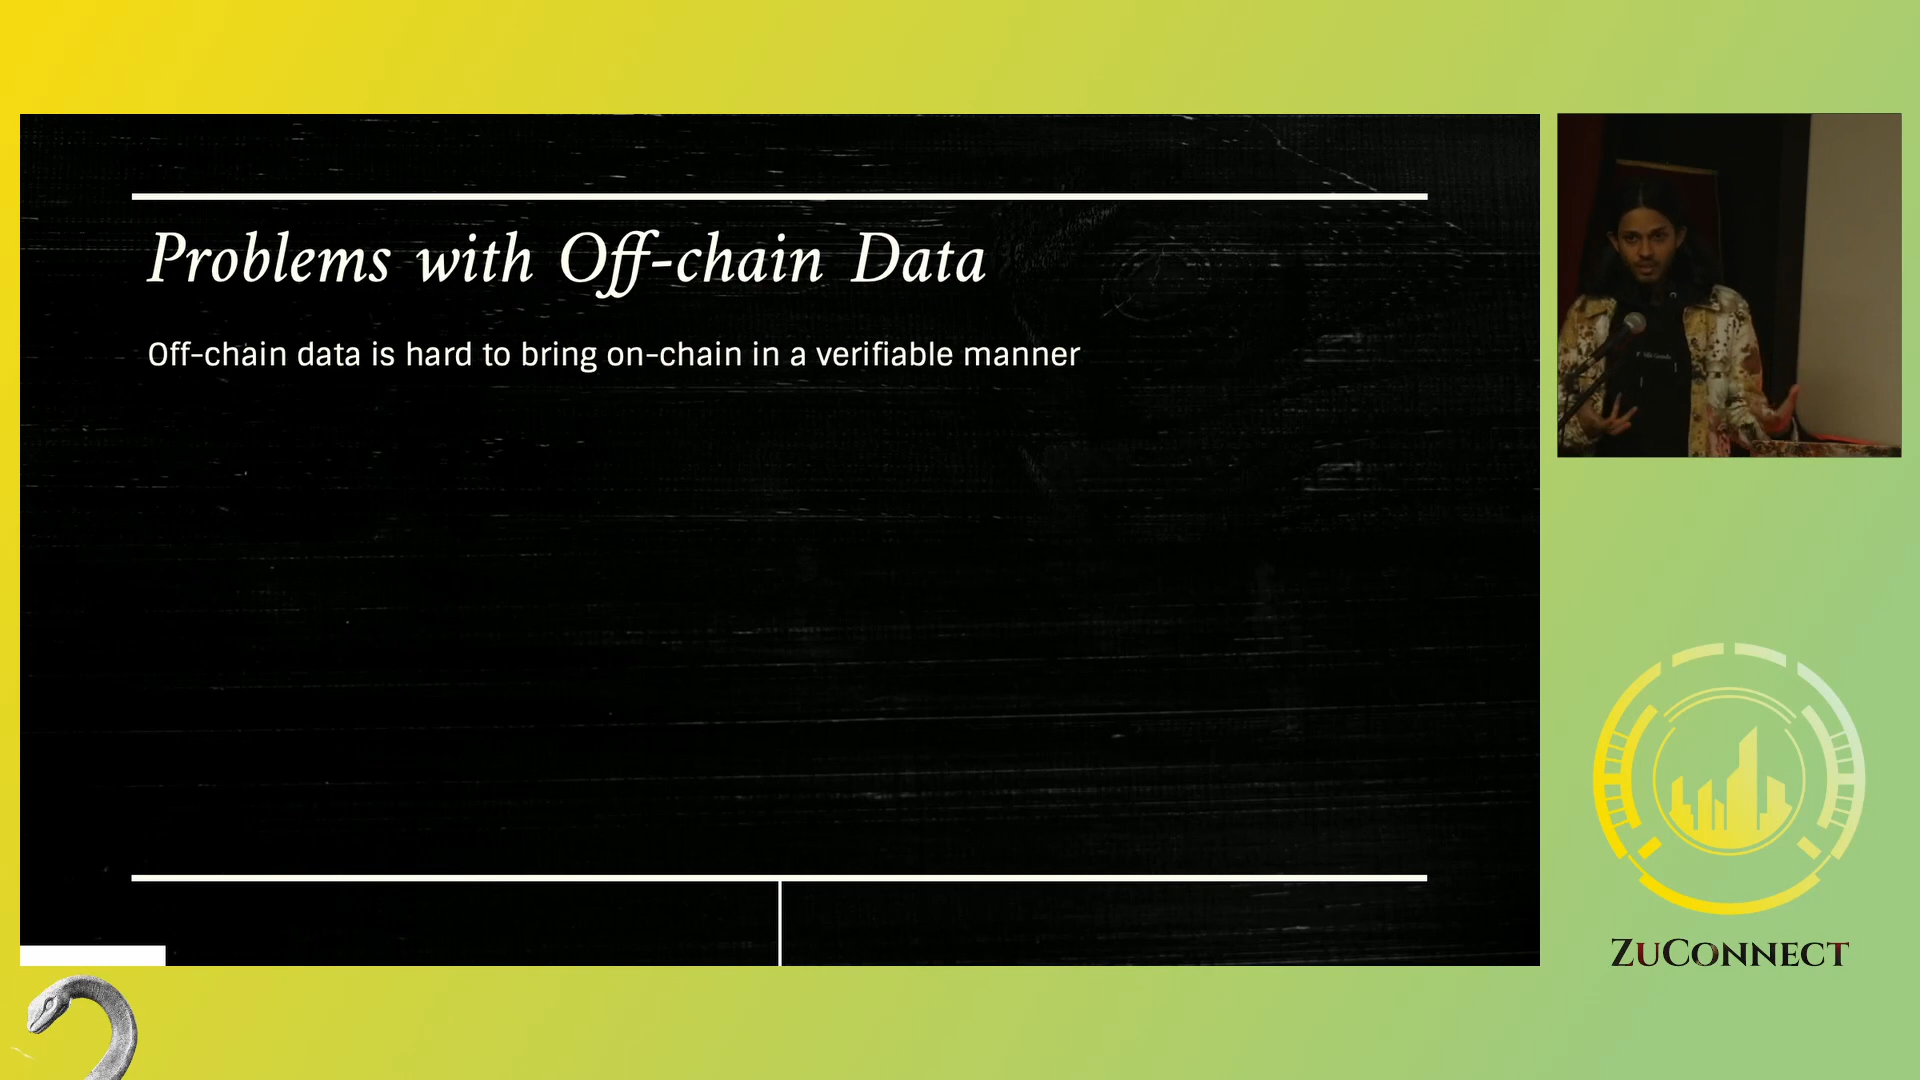 Problems with Off-chain Data
Off-chain data is hard to bring on-chain in a verifiable manner
ZuConnect